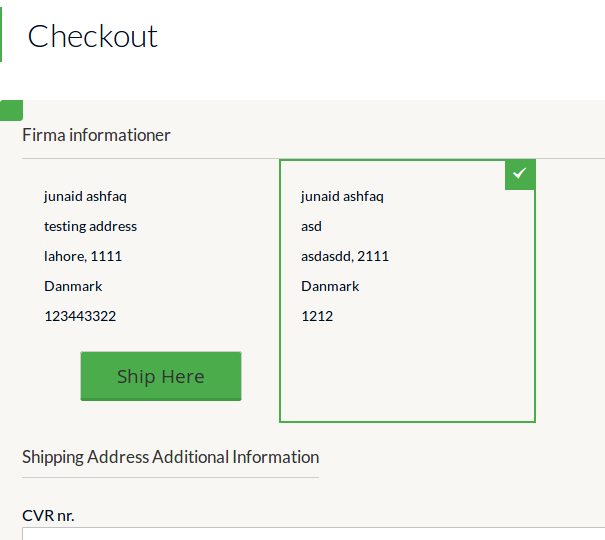 Checkout
Firma informationer
junaid ashfaq
testing address
lahore, 1111
Danmark
123443322
Ship Here
junaid ashfaq
asd
asdasdd, 2111
Danmark
1212
Shipping Address Additional Information
CVR nr.